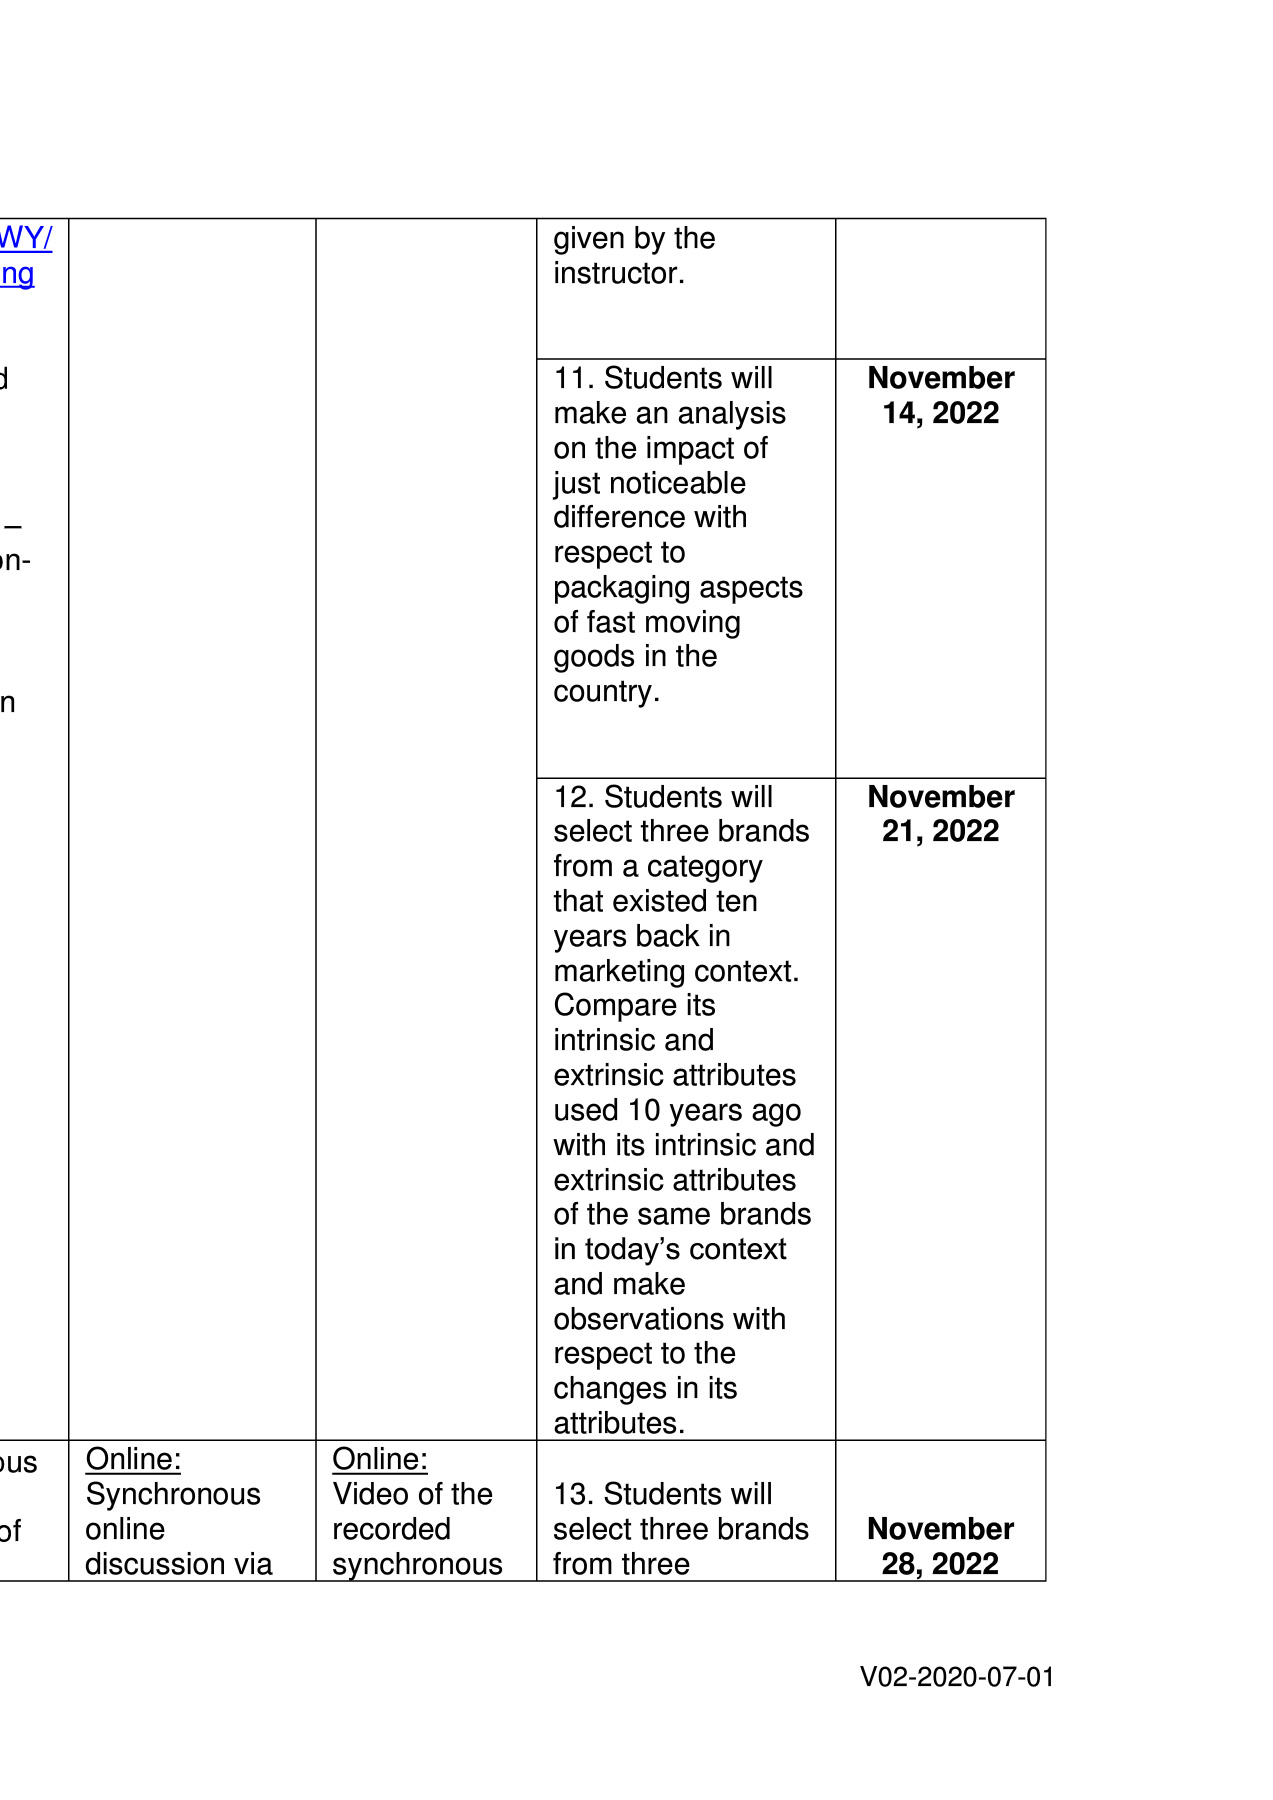 WY/
ng
d
–
on-
n
given by the
instructor.
11. Students will
make an analysis
on the impact of
just noticeable
difference with
respect to
packaging aspects
of fast moving
goods in the
country.
November
14, 2022
12. Students will
select three brands
from a category
that existed ten
years back in
marketing context.
Compare its
intrinsic and
extrinsic attributes
used 10 years ago
with its intrinsic and
extrinsic attributes
of the same brands
in today’s context
and make
observations with
respect to the
changes in its
attributes.
November
21, 2022
ous
of
Online:
Synchronous
online
discussion via
Online:
Video of the
recorded
synchronous
13. Students will
select three brands
from three
November
28, 2022
V02-2020-07-01